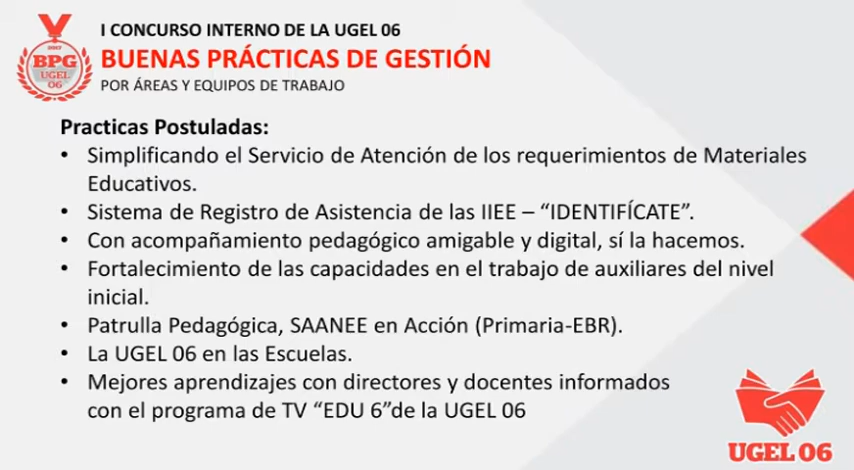 I CONCURSO INTERNO DE LA UGEL 06
BUENAS PRÁCTICAS DE GESTIÓN
POR ÁREAS Y EQUIPOS DE TRABAJO
2017
BPG
UGEL
06
Practicas Postuladas:
• Simplificando el Servicio de Atención de los requerimientos de Materiales
Educativos.
• Sistema de Registro de Asistencia de las IIEE – “IDENTIFÍCATE”.
• Con acompañamiento pedagógico amigable y digital, sí la hacemos.
• Fortalecimiento de las capacidades en el trabajo de auxiliares del nivel
inicial.
• Patrulla Pedagógica, SAANEE en Acción (Primaria-EBR).
• La UGEL 06 en las Escuelas.
• Mejores aprendizajes con directores y docentes informados
con el programa de TV “EDU 6”de la UGEL 06
UGEL 06